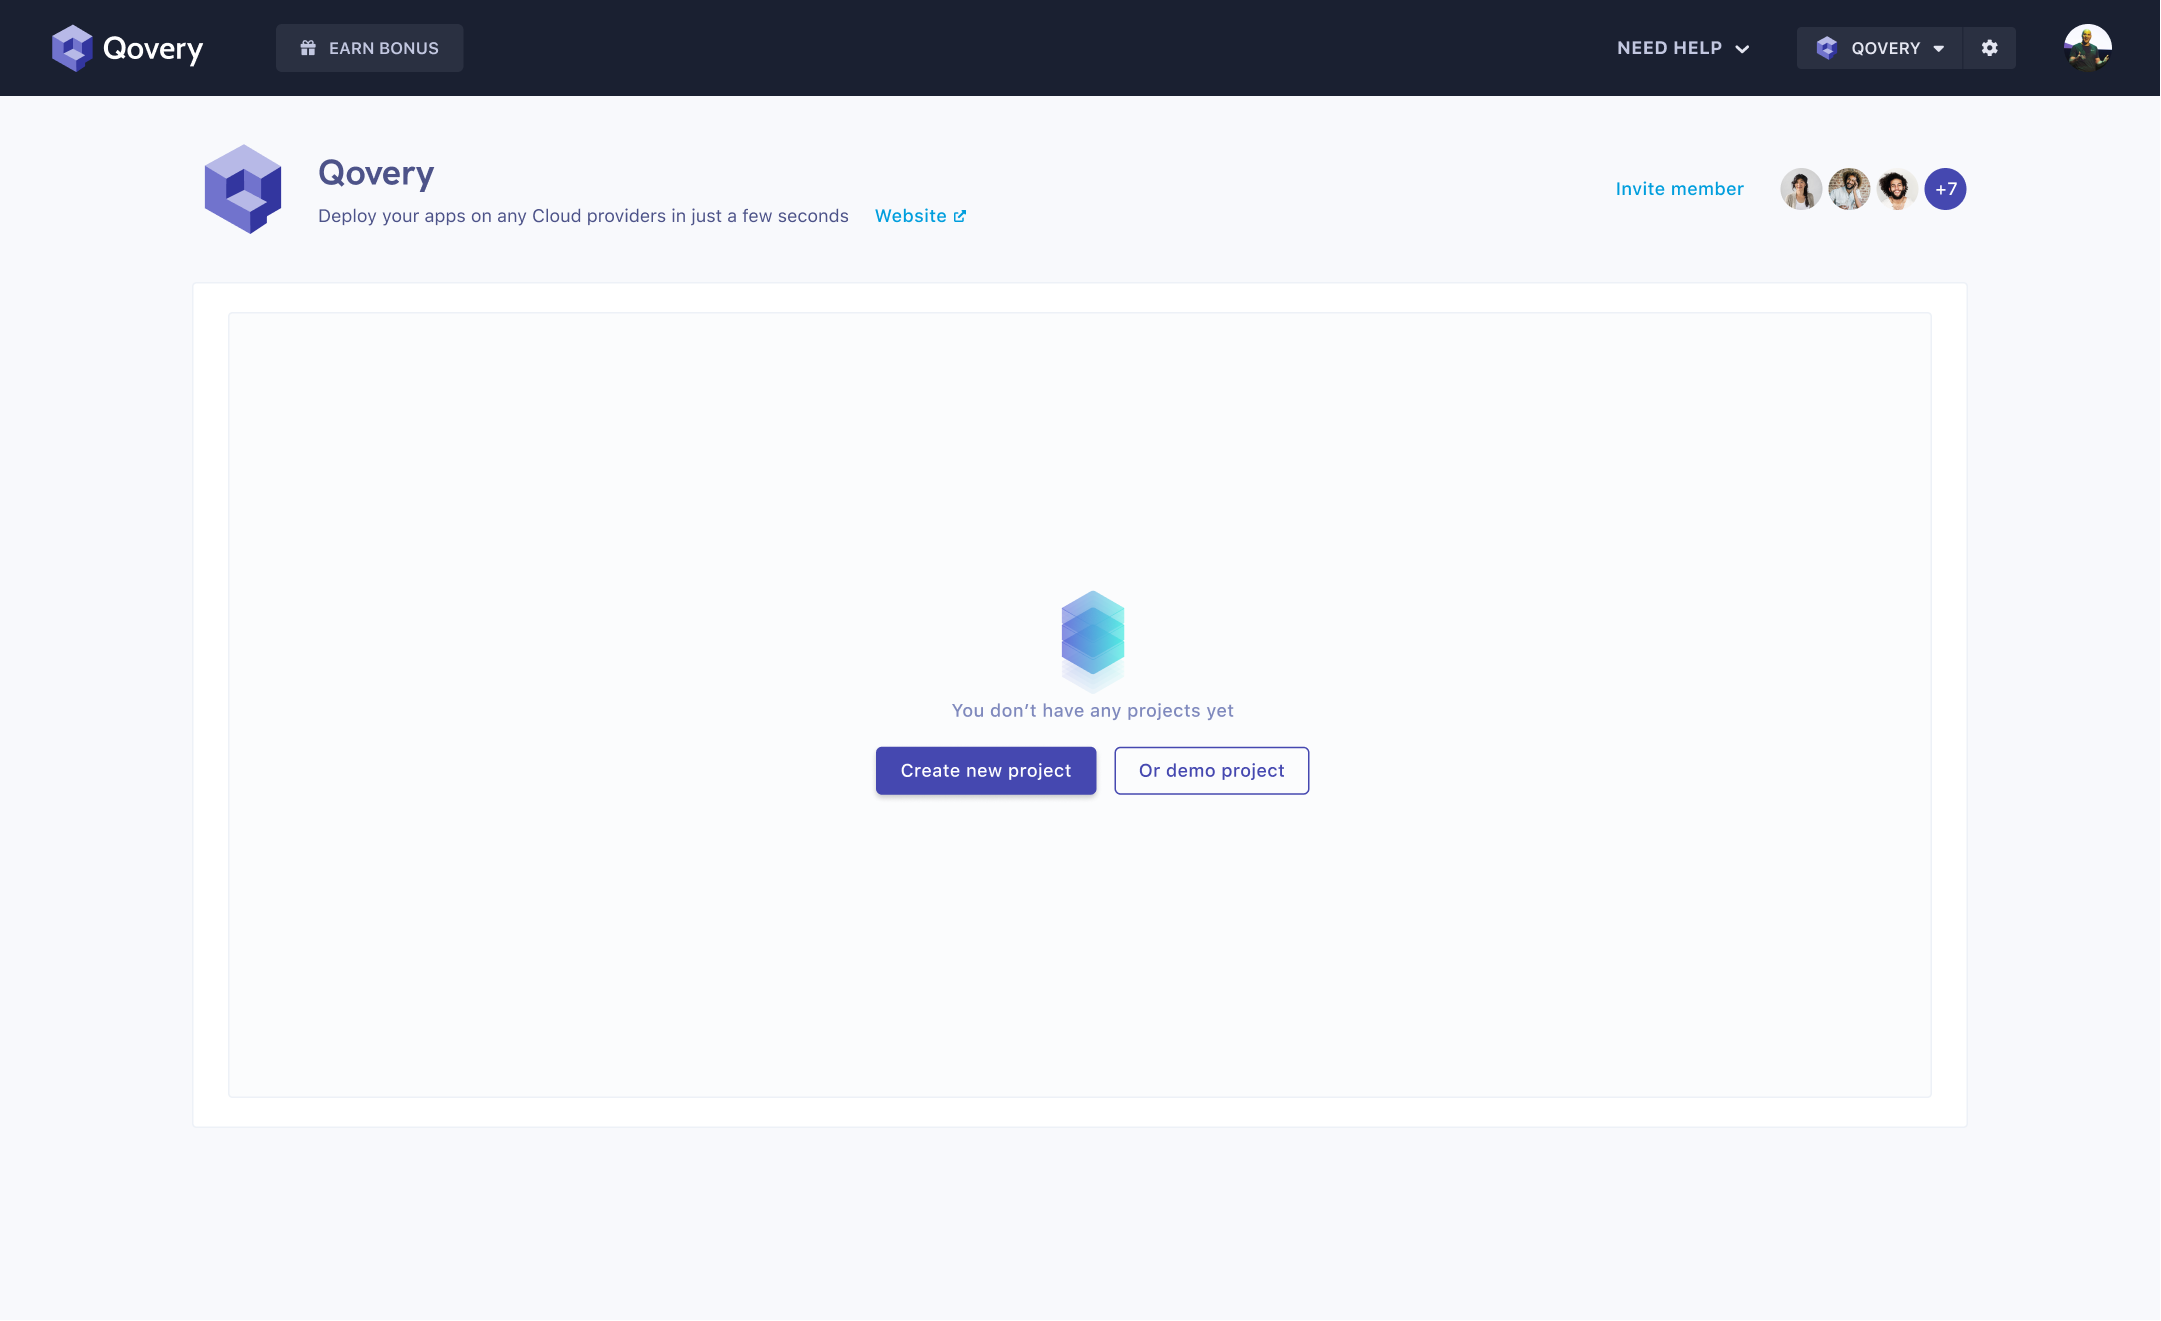 Qovery
EARN BONUS
NEED HELP
QOVERY
Qovery
Deploy your apps on any Cloud providers in just a few seconds
Website
Invite member
+7
You don’t have any projects yet
Create new project
Or demo project